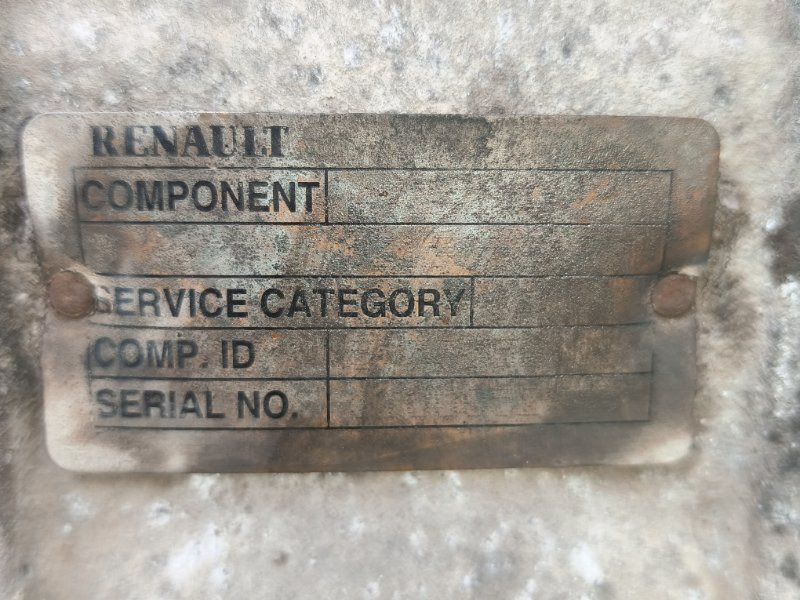 RENAULT
COMPONENT
SERVICE CATEGORY
COMP. ID
SERIAL NO.